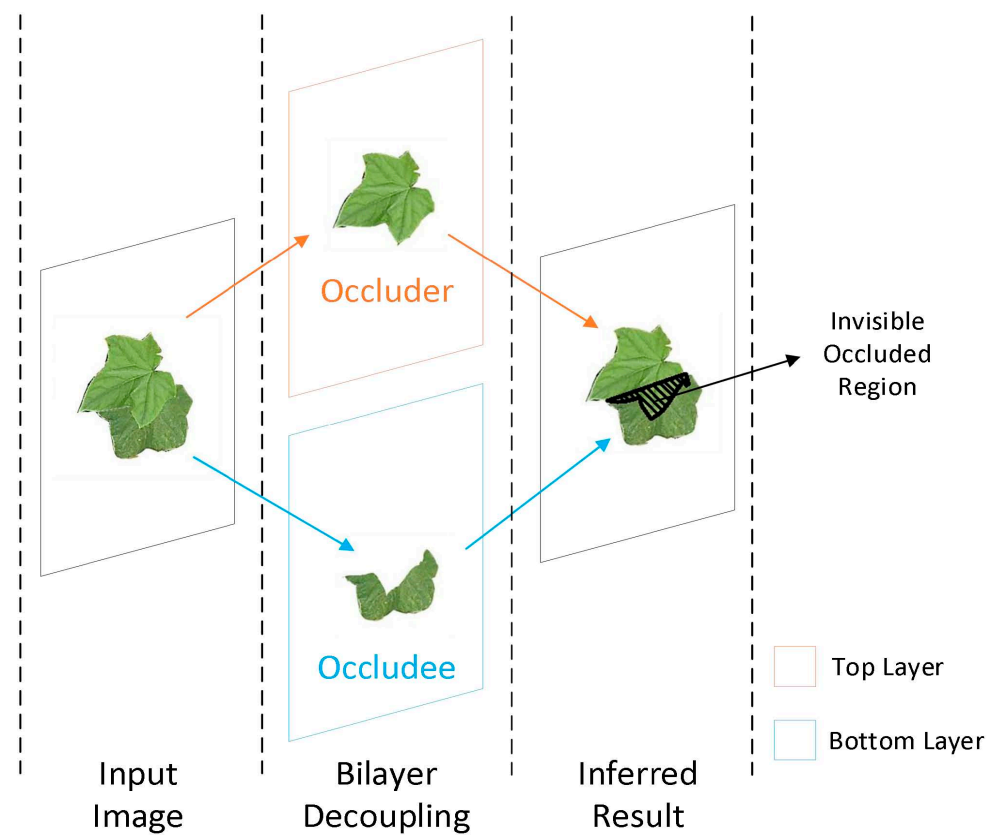 Occluder
Invisible
Occluded
Region
Occludee
Top Layer
Bottom Layer
Input
Image
Bilayer
Decoupling
Inferred
Result